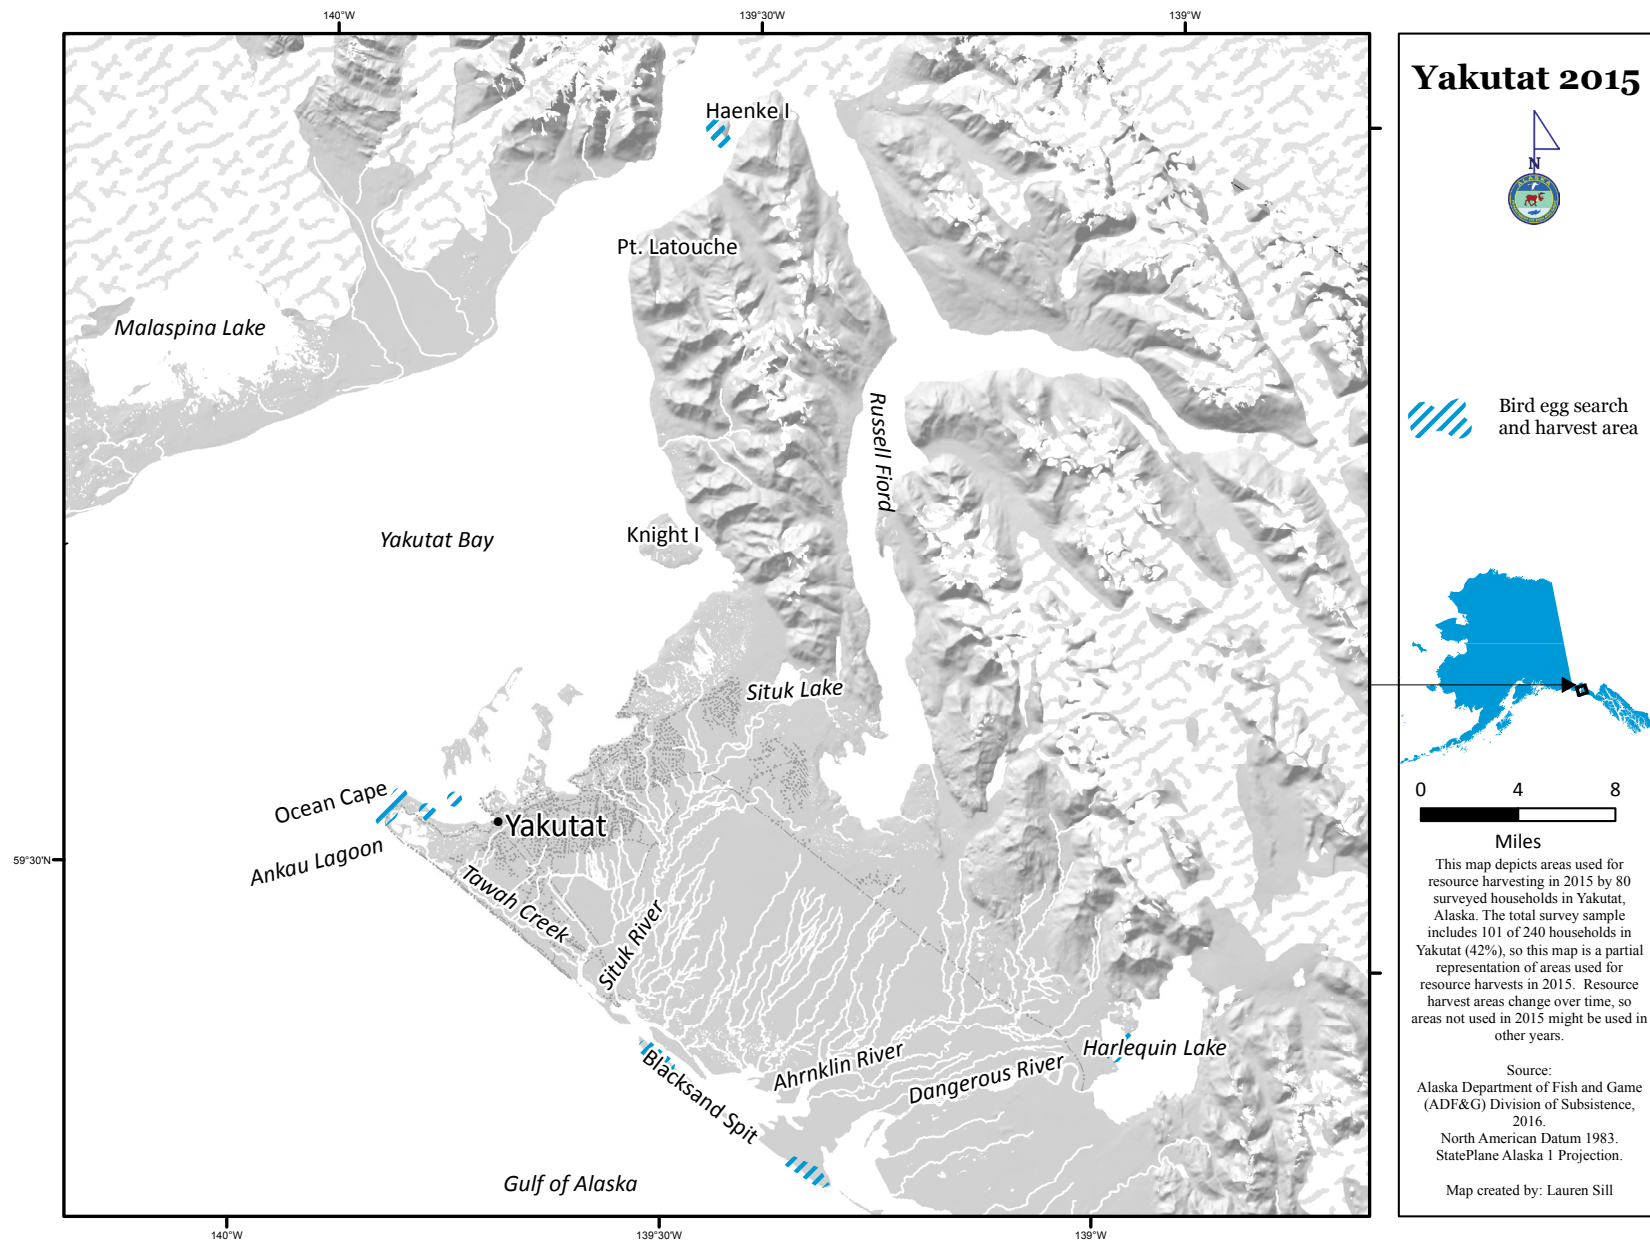 140°W
139°30'W
139°W
Haenke I
Pt. Latouche
Malaspina Lake
Russell Fiord
Knight I
Yakutat Bay
Situk Lake
Ocean Cape
Yakutat
Ankau Lagoon
59°30'N
Tawah Creek
Situk River
Blacksand Spit
Ahrnklin River
Dangerous River
Harlequin Lake
Gulf of Alaska
140°W
139°30'W
139°W
Yakutat 2015
N
ALASKA
Bird egg search
and harvest area
0 4 8
Miles
This map depicts areas used for
resource harvesting in 2015 by 80
surveyed households in Yakutat,
Alaska. The total survey sample
includes 101 of 240 households in
Yakutat (42%), so this map is a partial
representation of areas used for
resource harvests in 2015. Resource
harvest areas change over time, so
areas not used in 2015 might be used in
other years.
Source:
Alaska Department of Fish and Game
(ADF&G) Division of Subsistence,
2016.
North American Datum 1983.
StatePlane Alaska 1 Projection.
Map created by: Lauren Sill